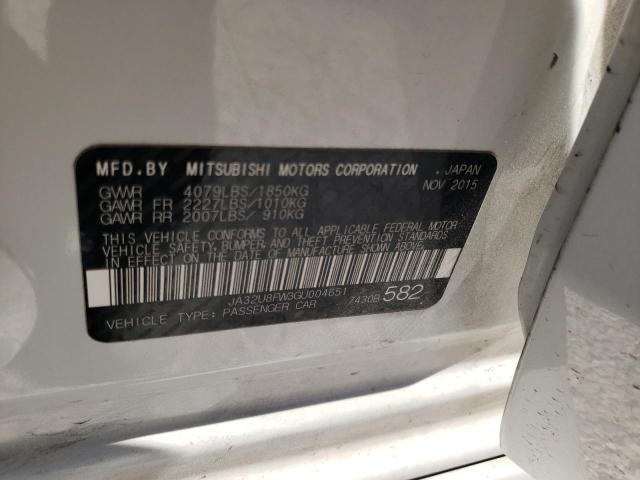 MFD.BY MITSUBISHI MOTORS CORPORATION , JAPAN
NOV 2015
GVWR 4079LBS/1850KG
GAWR FR 2227LBS/1010KG
GAWR RR 2007LBS/ 910KG
THIS VEHICLE CONFORMS TO ALL APPLICABLE FEDERAL MOTOR
VEHICLE SAFETY, BUMPER, AND THEFT PREVENTION STANDARDS
IN EFFECT ON THE DATE OF MANUFACTURE SHOWN ABOVE.
JA32U8FW3GU004651
VEHICLE TYPE: PASSENGER CAR 7430B 582